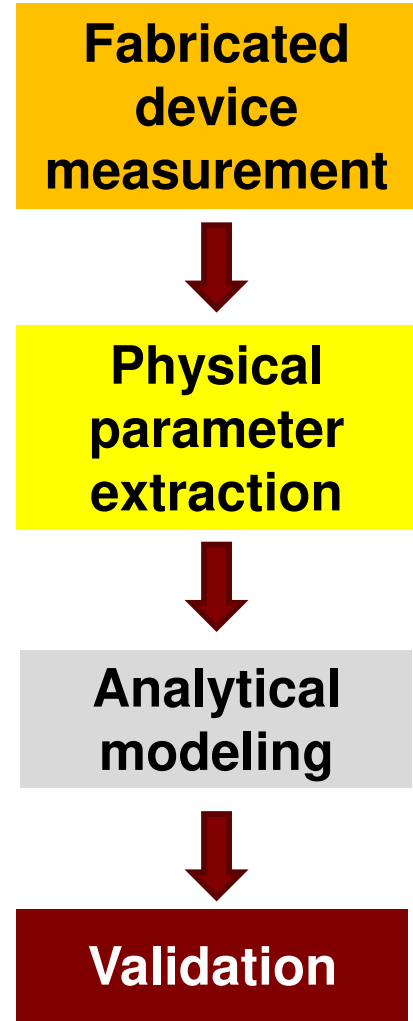 Fabricated
device
measurement
Physical
parameter
extraction
Analytical
modeling
Validation